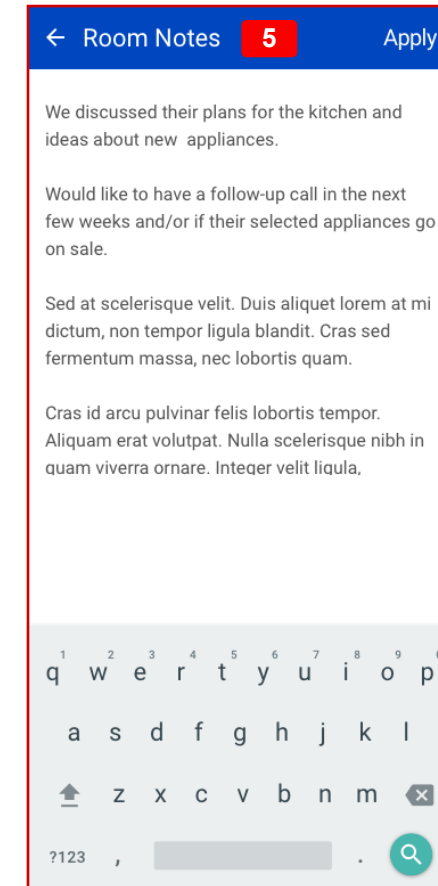 Room Notes 5 Apply
We discussed their plans for the kitchen and
ideas about new  appliances.
Would like to have a follow-up call in the next
few weeks and/or if their selected appliances go
on sale.
Sed at scelerisque velit. Duis aliquet lorem at mi
dictum, non tempor ligula blandit. Cras sed
fermentum massa, nec lobortis quam.
Cras id arcu pulvinar felis lobortis tempor.
Aliquam erat volutpat. Nulla scelerisque nibh in
quam viverra ornare. Integer velit ligula,
1 2 3 4 5 6 7 8 9
q w e r t y u i o p
a s d f g h j k l
z x c v b n m
?123 , .